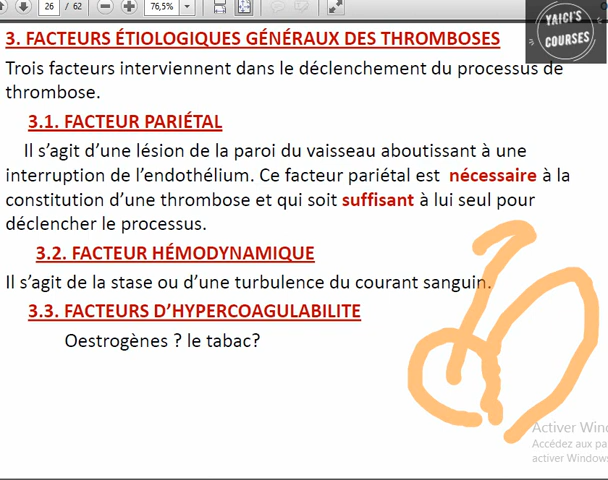 26 / 62
76,5%
YAICI'S
COURSES
3. FACTEURS ÉTIOLOGIQUES GÉNÉRAUX DES THROMBOSES
Trois facteurs interviennent dans le déclenchement du processus de
thrombose.
3.1. FACTEUR PARIÉTAL
Il s’agit d’une lésion de la paroi du vaisseau aboutissant à une
interruption de l’endothélium. Ce facteur pariétal est nécessaire à la
constitution d’une thrombose et qui soit suffisant à lui seul pour
déclencher le processus.
3.2. FACTEUR HÉMODYNAMIQUE
Il s’agit de la stase ou d’une turbulence du courant sanguin.
3.3. FACTEURS D’HYPERCOAGULABILITE
Oestrogènes ? le tabac?
Activer Wind
Accédez aux pa
activer Windows